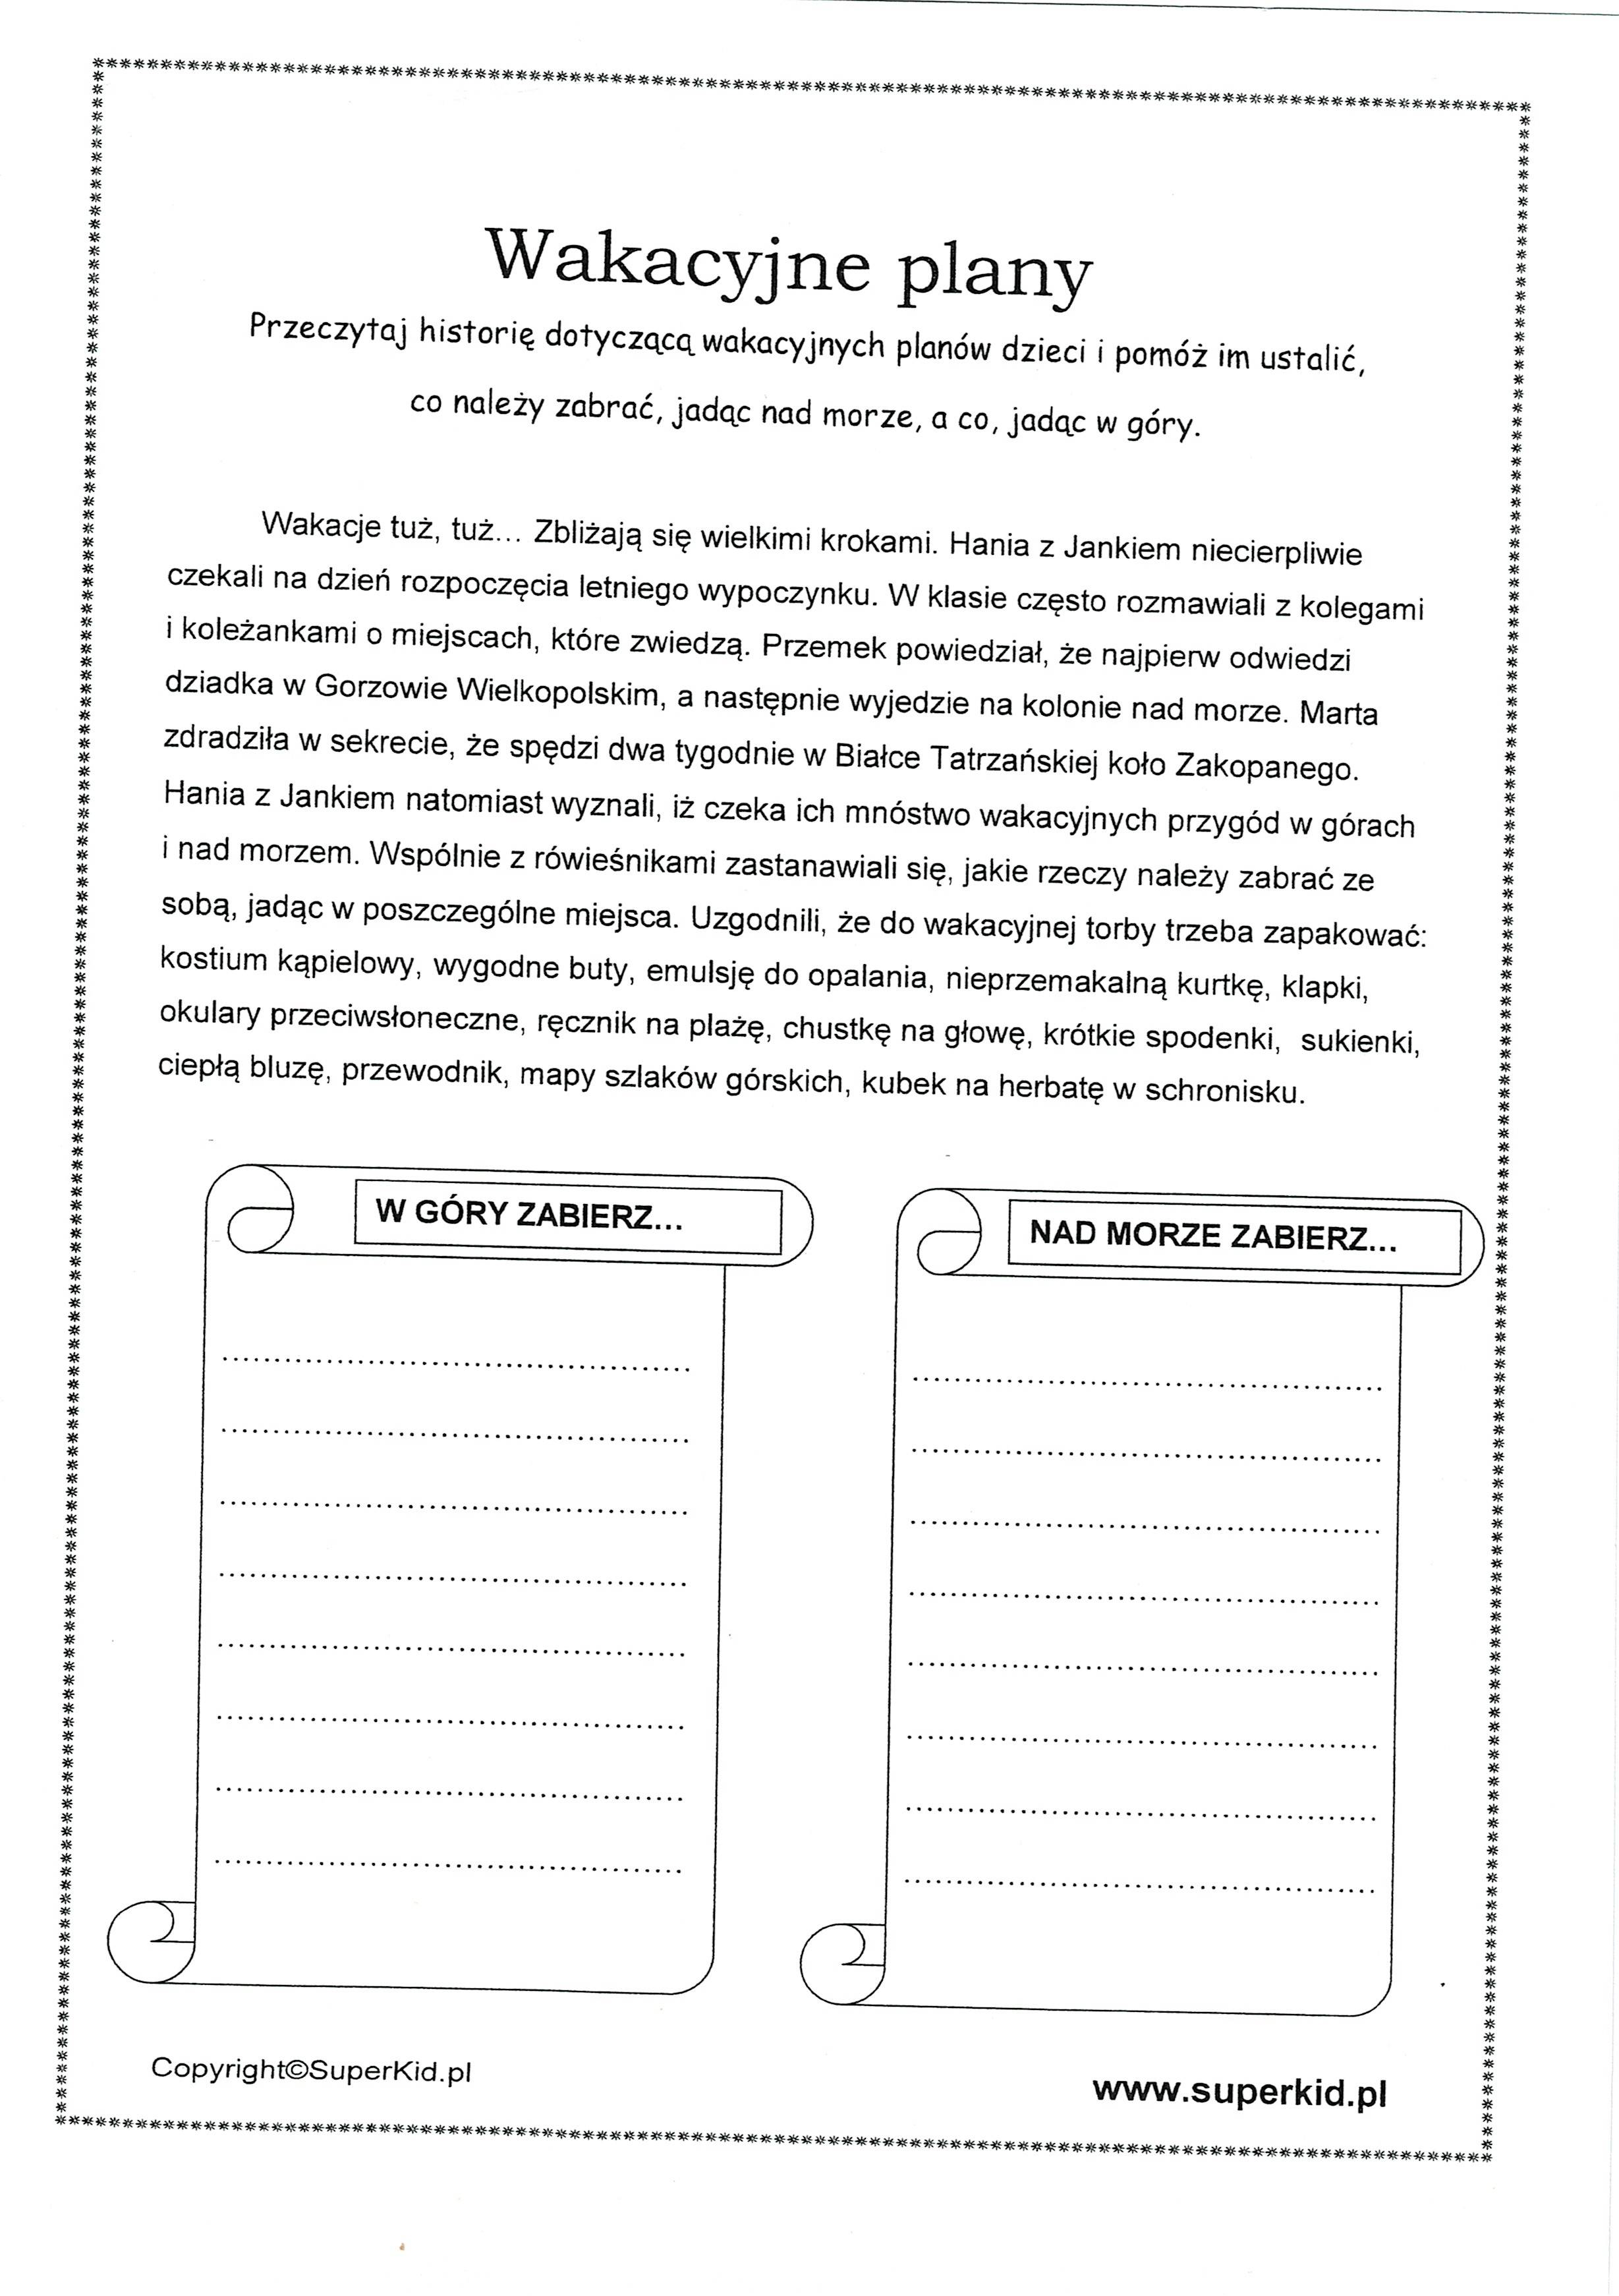 Wakacyjne plany
Przeczytaj historię dotyczącą wakacyjnych planów dzieci i pomóż im ustalić,
co należy zabrać, jadąc nad morze, a co, jadąc w góry.
Wakacje tuż, tuż... Zbliżają się wielkimi krokami. Hania z Jankiem niecierpliwie
czekali na dzień rozpoczęcia letniego wypoczynku. W klasie często rozmawiali z kolegami
i koleżankami o miejscach, które zwiedzą. Przemek powiedział, że najpierw odwiedzi
dziadka w Gorzowie Wielkopolskim, a następnie wyjedzie na kolonie nad morze. Marta
zdradziła w sekrecie, że spędzi dwa tygodnie w Białce Tatrzańskiej koło Zakopanego.
Hania z Jankiem natomiast wyznali, iż czeka ich mnóstwo wakacyjnych przygód w górach
i nad morzem. Wspólnie z rówieśnikami zastanawiali się, jakie rzeczy należy zabrać ze
sobą, jadąc w poszczególne miejsca. Uzgodnili, że do wakacyjnej torby trzeba zapakować:
kostium kąpielowy, wygodne buty, emulsję do opalania, nieprzemakalną kurtkę, klapki,
okulary przeciwsłoneczne, ręcznik na plażę, chustkę na głowę, krótkie spodenki, sukienki,
ciepłą bluzę, przewodnik, mapy szlaków górskich, kubek na herbatę w schronisku.
W GÓRY ZABIERZ...
NAD MORZE ZABIERZ...
Copyright©SuperKid.pl
www.superkid.pl